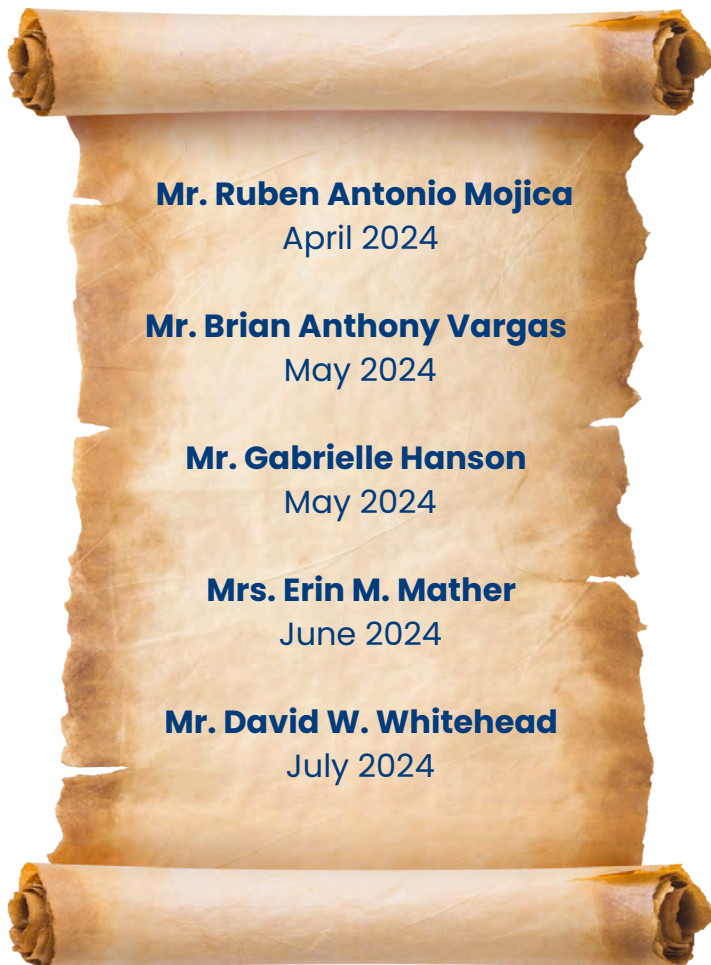 Mr. Ruben Antonio Mojica
April 2024
Mr. Brian Anthony Vargas
May 2024
Mr. Gabrielle Hanson
May 2024
Mrs. Erin M. Mather
June 2024
Mr. David W. Whitehead
July 2024